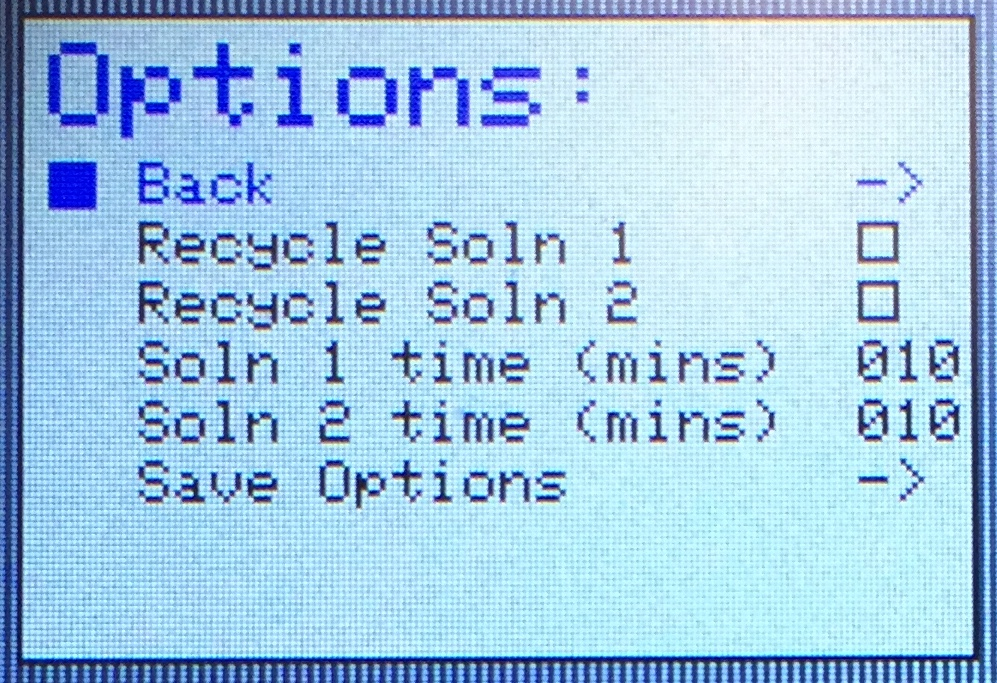 Options:
Back ->
Recycle Soln 1 □
Recycle Soln 2 □
Soln 1 time (mins) 010
Soln 2 time (mins) 010
Save Options ->